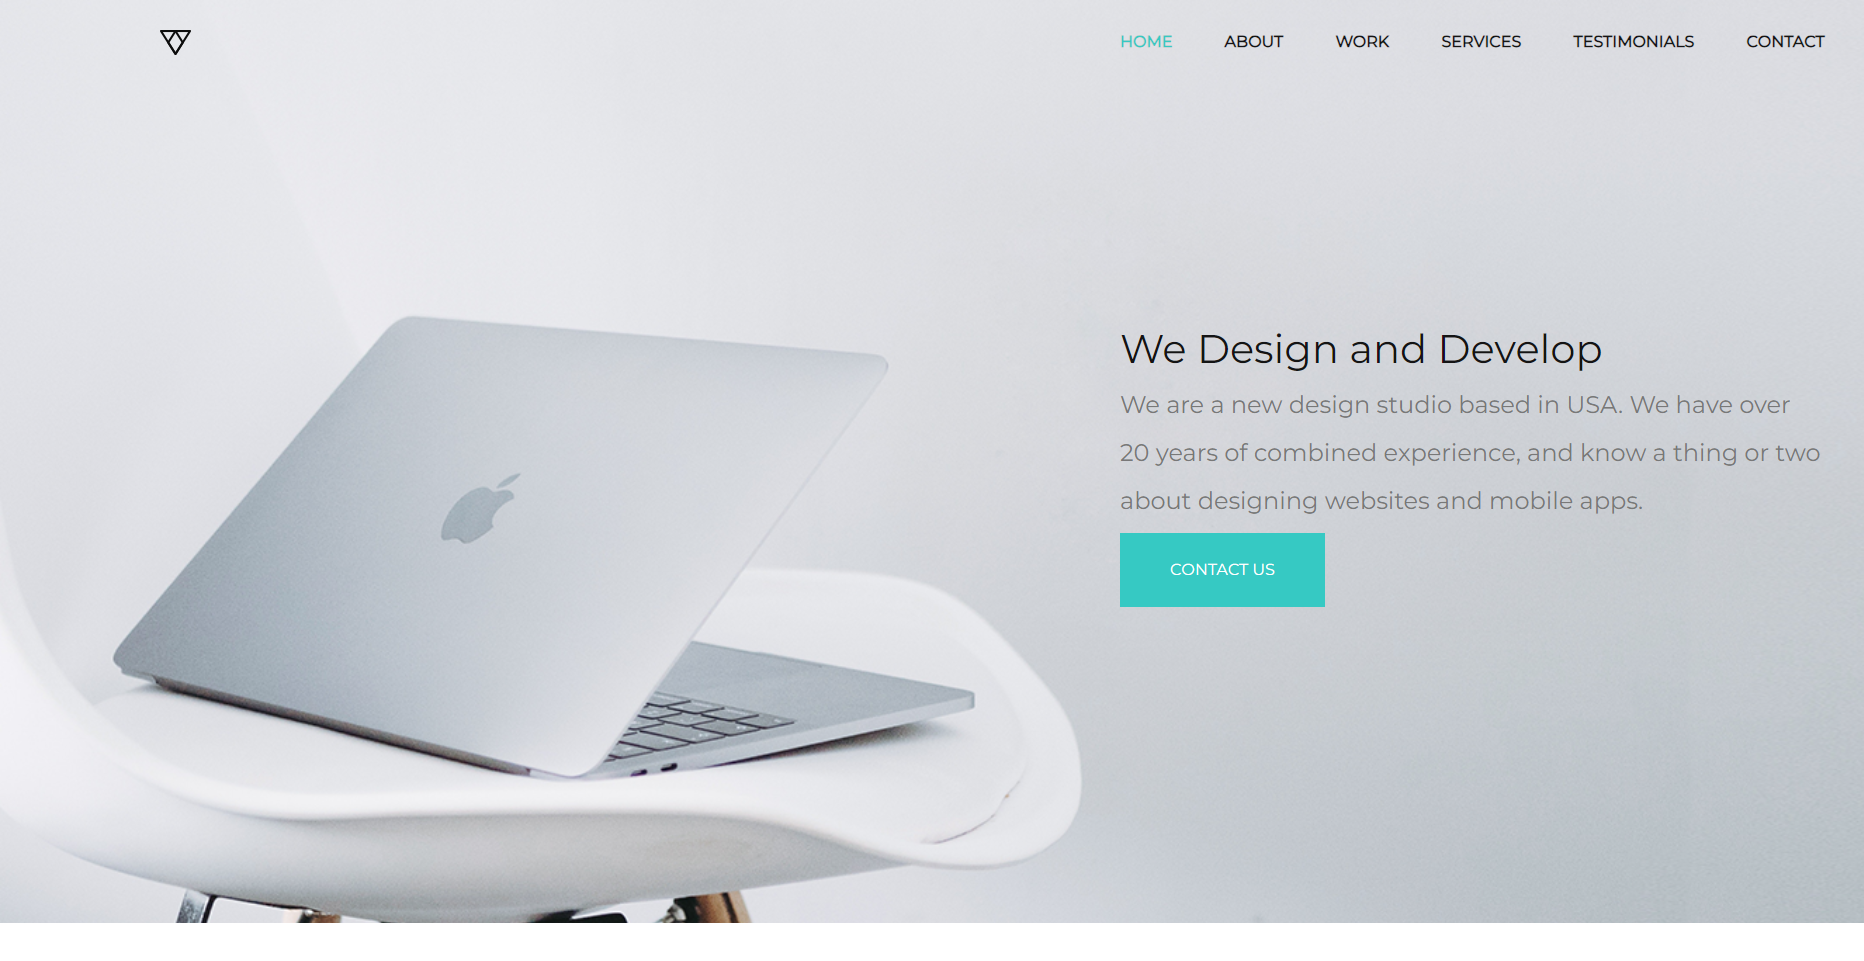 HOME ABOUT WORK SERVICES TESTIMONIALS CONTACT
We Design and Develop
We are a new design studio based in USA. We have over
20 years of combined experience, and know a thing or two
about designing websites and mobile apps.
CONTACT US